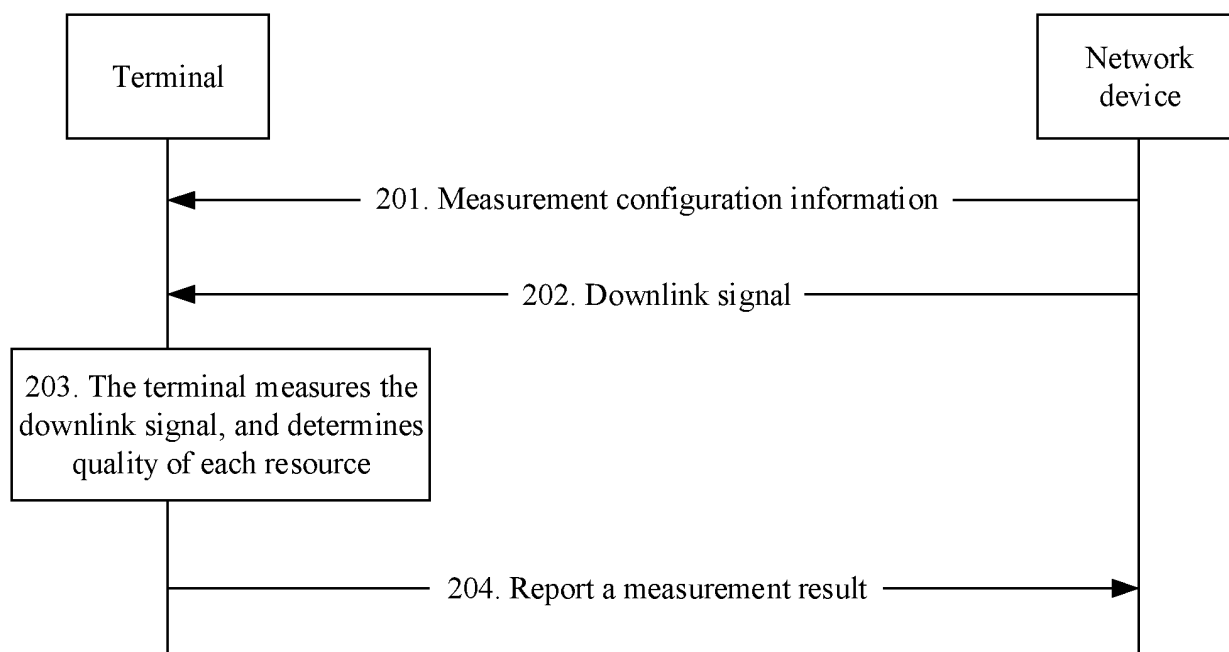 Terminal
Network
device
201. Measurement configuration information
202. Downlink signal
203. The terminal measures the
downlink signal, and determines
quality of each resource
204. Report a measurement result